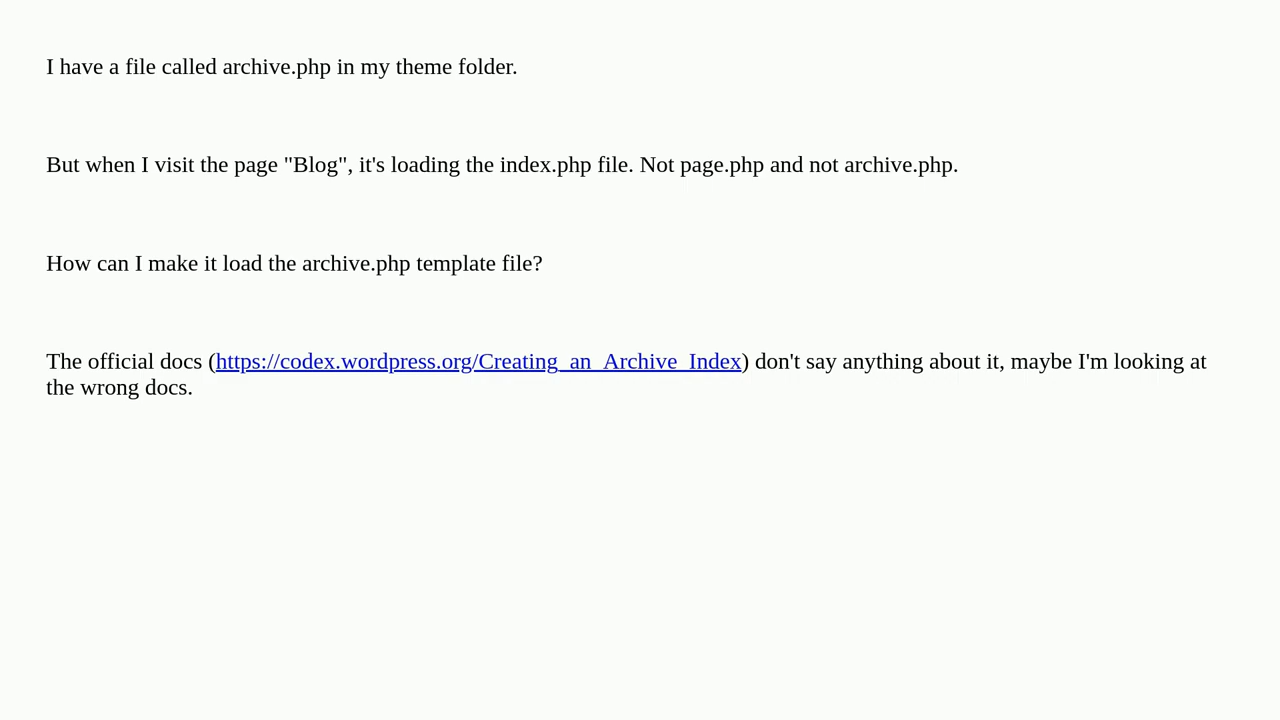 I have a file called archive.php in my theme folder.
But when I visit the page "Blog", it's loading the index.php file. Not page.php and not archive.php.
How can I make it load the archive.php template file?
The official docs (https://codex.wordpress.org/Creating_an_Archive_Index) don't say anything about it, maybe I'm looking at
the wrong docs.